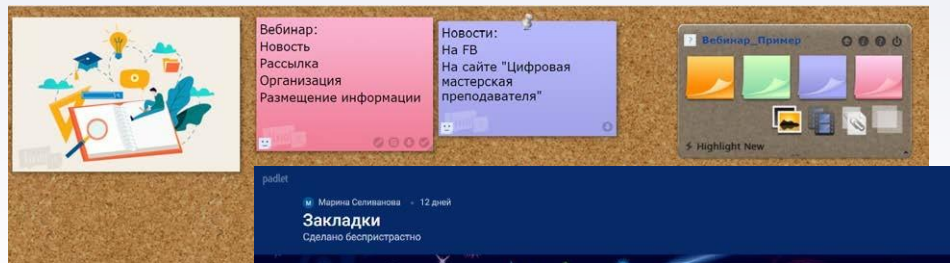 Вебинар:
Новость
Рассылка
Организация
Размещение информации
Новости:
На FB
На сайте "Цифровая
мастерская
преподавателя"
Вебинар_Пример
Highlight New
padlet
М Марина Селиванова · 12 дней
Закладки
Сделано беспристрастно